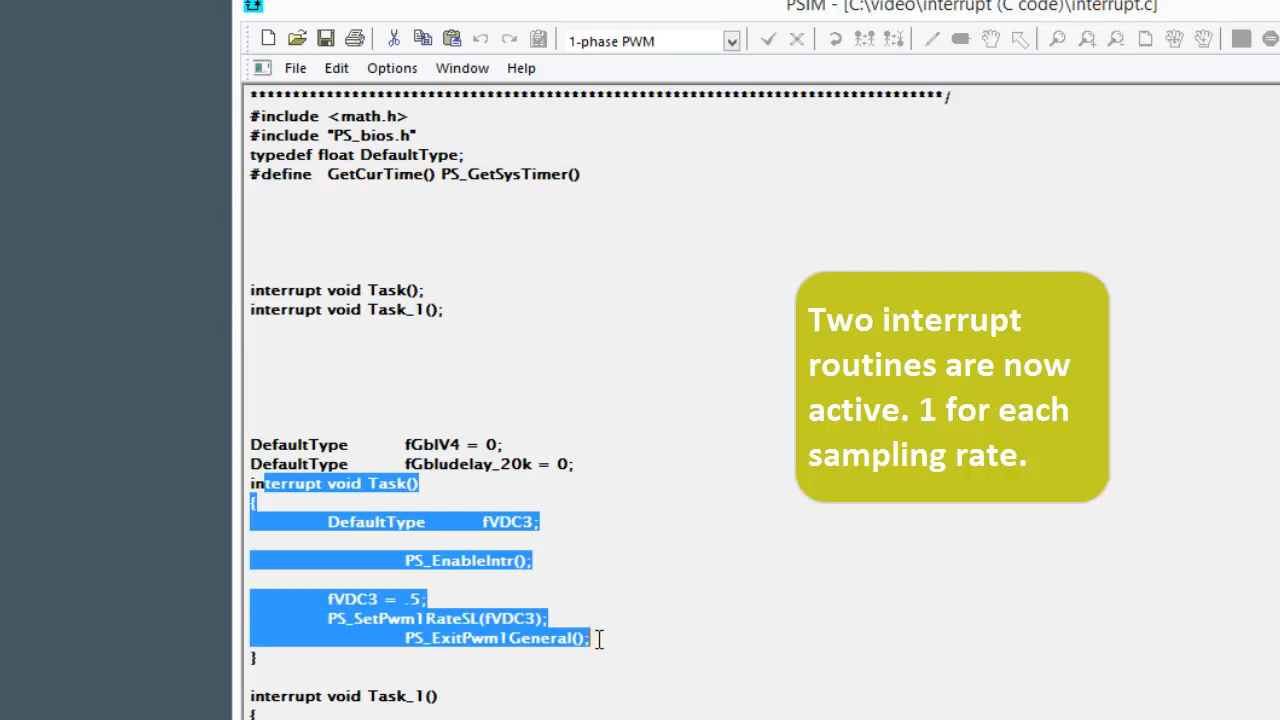 PSIM - [C:\video\interrupt (C code)\interrupt.c]
1-phase PWM
File Edit Options Window Help
************************************************************************************/
#include <math.h>
#include "PS_bios.h"
typedef float DefaultType;
#define GetCurTime() PS_GetSysTimer()
interrupt void Task();
interrupt void Task_1();
Two interrupt
routines are now
active. 1 for each
sampling rate.
DefaultType fGblV4 = 0;
DefaultType fGbludelay_20k = 0;
interrupt void Task()
{
DefaultType fVDC3;
PS_EnableIntr();
fVDC3 = .5;
PS_SetPwm1RateSL(fVDC3);
PS_ExitPwm1General();
}
interrupt void Task_1()
{